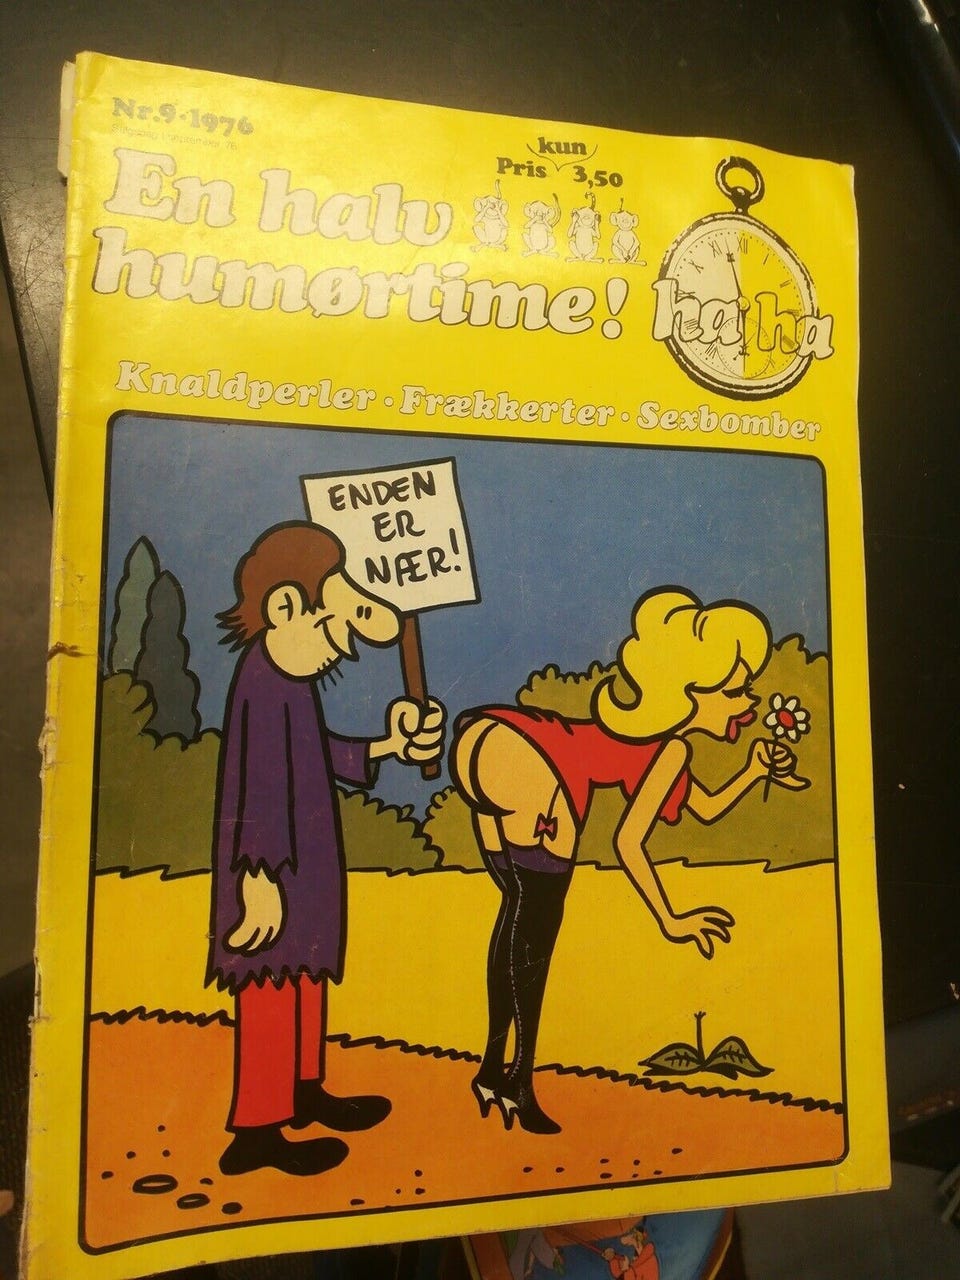 Nr.9·1976
kun
Pris 3,50
En halv
humørtime!
ha ha
Knaldperler · Frækkerter · Sexbomber
ENDEN
ER
NÆR!